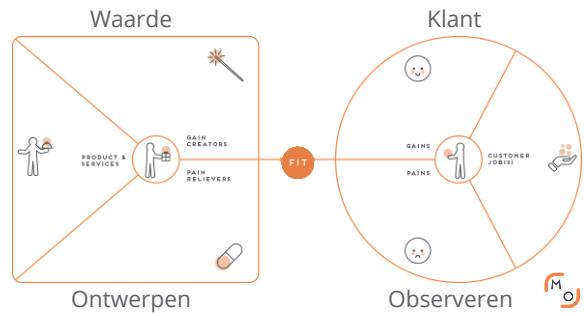 Waarde
Klant
GAIN
CREATORS
PRODUCT &
SERVICES
PAIN
RELIEVERS
FIT
GAINS
PAINS
CUSTOMER
JOB(S)
Ontwerpen
Observeren
M
O